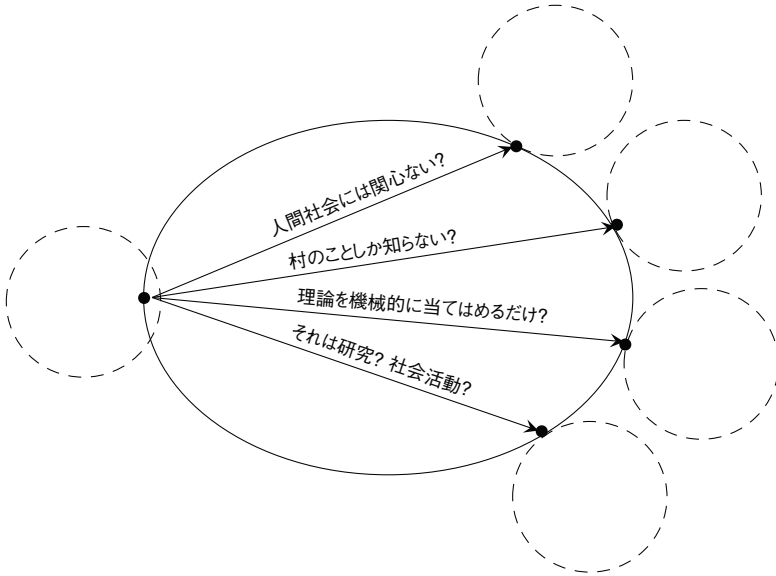 人間社会には関心ない?
村のことしか知らない?
理論を機械的に当てはめるだけ?
それは研究? 社会活動?